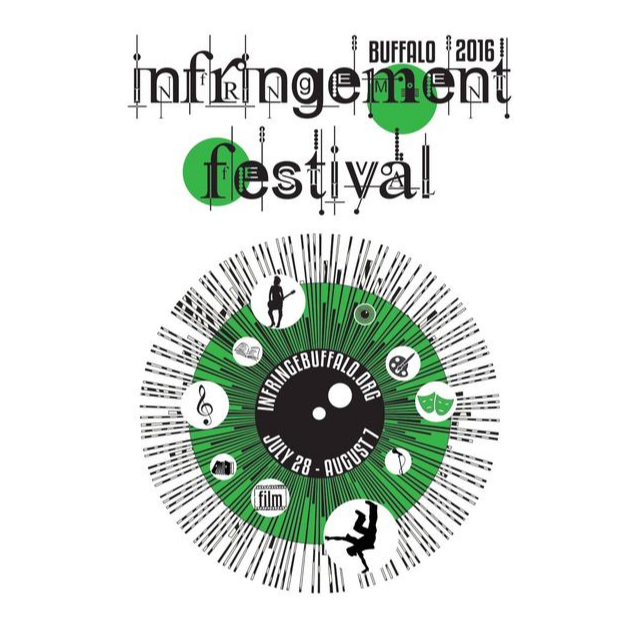 BUFFALO 2016
infringement
festival
INFRINGEBUFFALO.ORG
film
JULY 28 - AUGUST 7